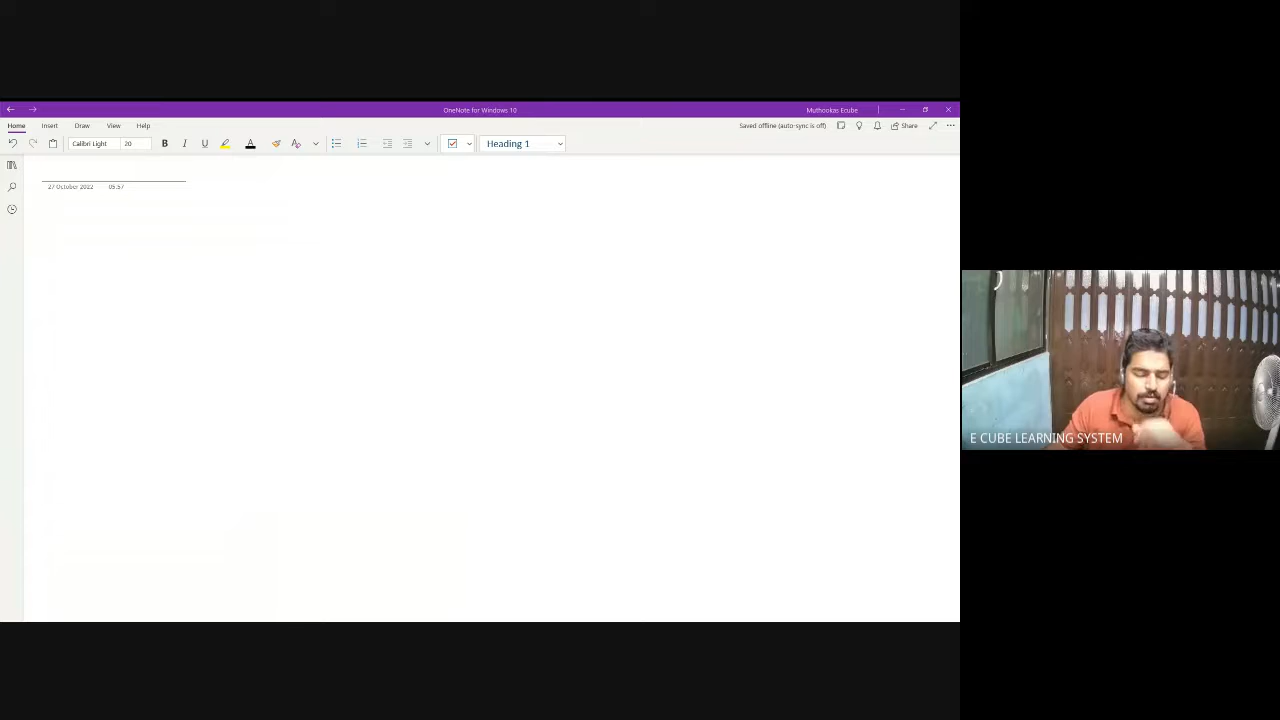 OneNote for Windows 10
Muthookas Ecube
Home Insert Draw View Help
Saved offline (auto-sync is off)
Share
Calibri Light 20 B I U A Heading 1
27 October 2022 05:57
E CUBE LEARNING SYSTEM